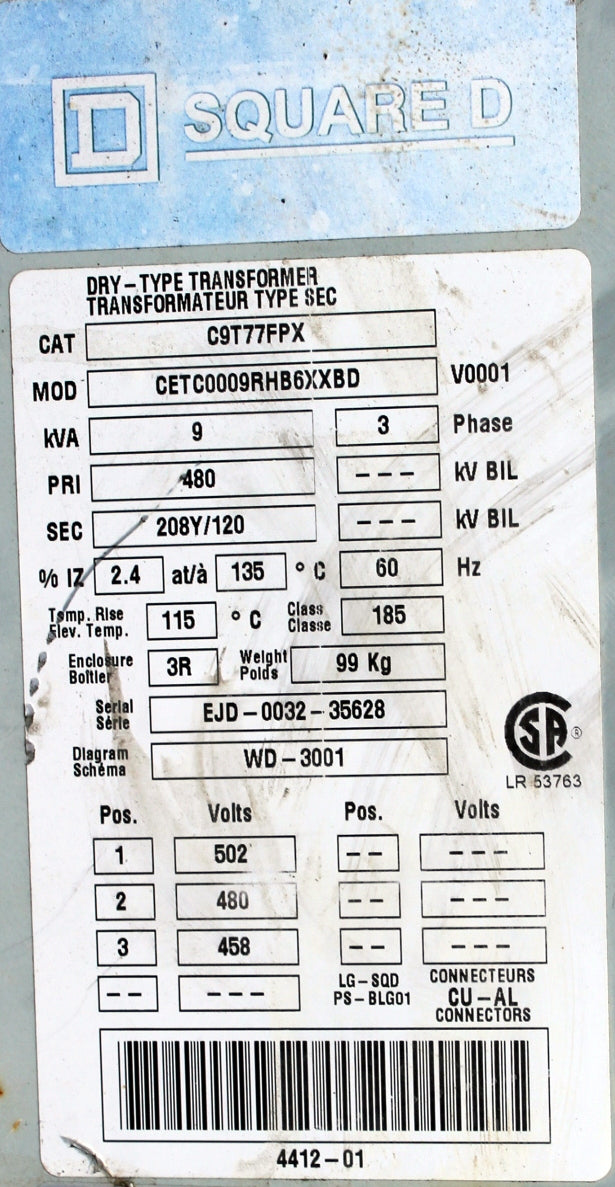 SQUARE D
DRY-TYPE TRANSFORMER
TRANSFORMATEUR TYPE SEC
CAT C9T77FPX
MOD CETC0009RHB6XXBD V0001
kVA 9 3 Phase
PRI 480 --- kV BIL
SEC 208Y/120 --- kV BIL
% IZ 2.4 at/à 135 °C 60 Hz
Temp. Rise 115 °C Class 185
Elev. Temp. Classe
Enclosure 3R Weight 99 Kg
Boîtier Poids
Serial EJD-0032-35628
Série
Diagram WD-3001
Schéma
SA ®
LR 53763
Pos. Volts Pos. Volts
1 502 -- ---
2 480 -- ---
3 458 -- ---
-- --- LG-SQD CONNECTEURS
PS-BLG01 CU-AL
CONNECTORS
4412-01